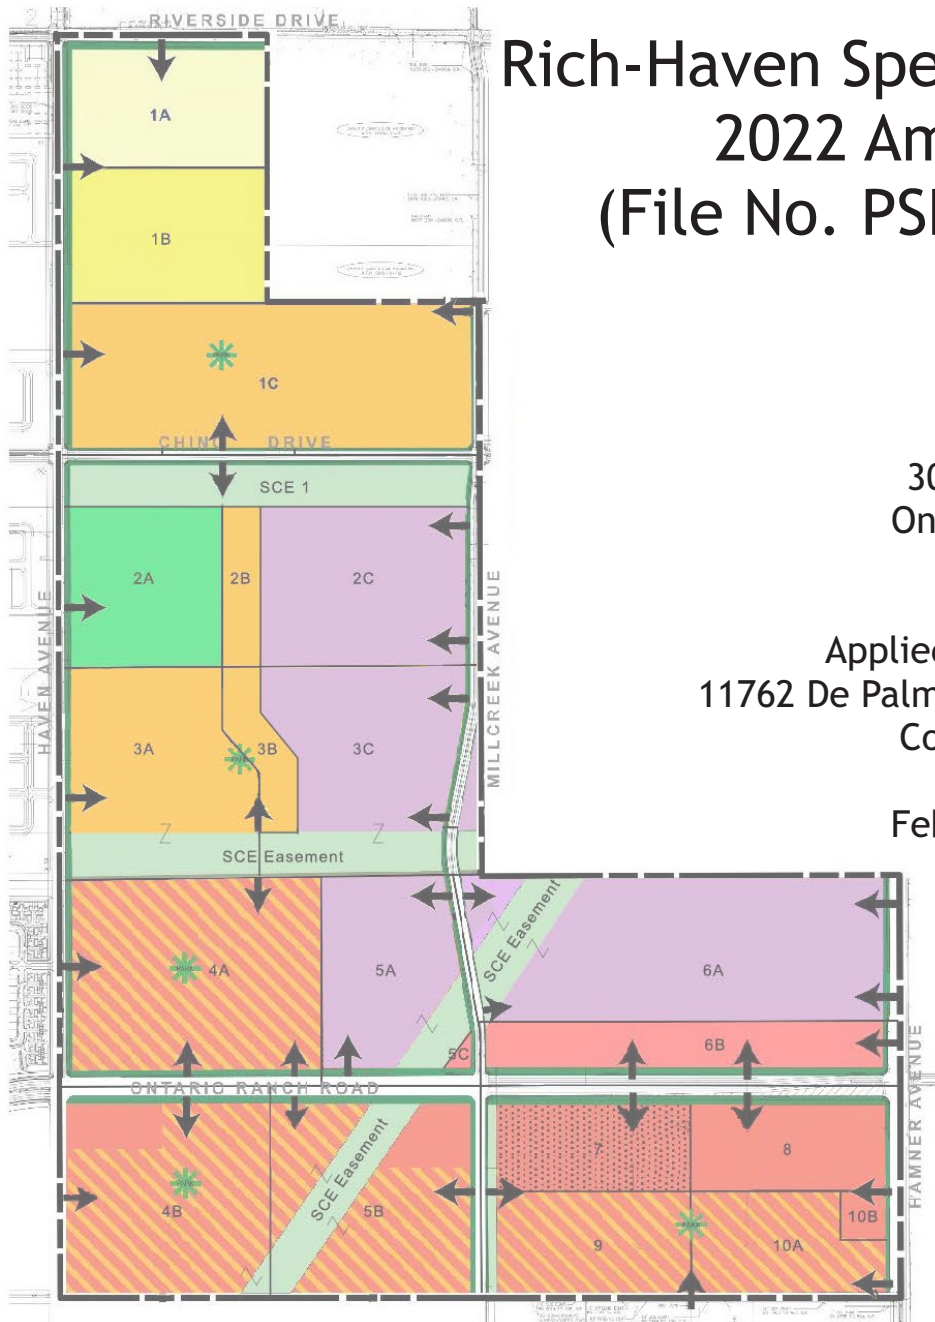 RIVERSIDE DRIVE
Rich-Haven Spe
2022 Am
(File No. PS
1A
1B
1C
CHINO DRIVE
SCE 1
30
On
2A
2B
2C
HAVEN AVENUE
MILLCREEK AVENUE
Applied
11762 De Palm
Co
3A
3B
3C
Feb
SCE Easement
4A
5A
SCE Easement
6A
5C
6B
ONTARIO RANCH ROAD
HAMNER AVENUE
7
8
SCE Easement
4B
5B
9
PARK
10A
10B